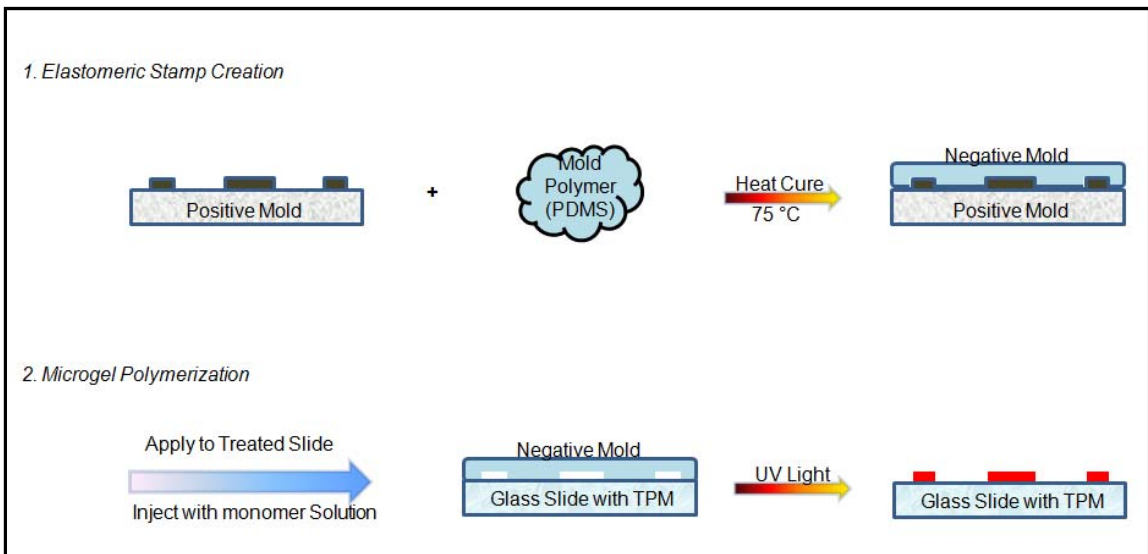 1. Elastomeric Stamp Creation
Positive Mold
+
Mold
Polymer
(PDMS)
Heat Cure
75 °C
Negative Mold
Positive Mold
2. Microgel Polymerization
Apply to Treated Slide
Inject with monomer Solution
Negative Mold
Glass Slide with TPM
UV Light
Glass Slide with TPM